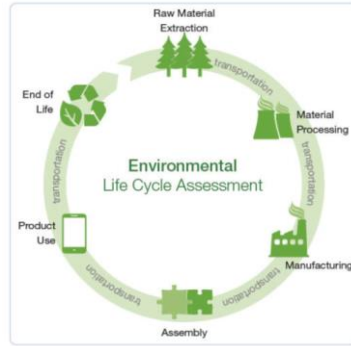 Raw Material
Extraction
transportation
Material
Processing
transportation
Manufacturing
transportation
Assembly
transportation
Product
Use
transportation
End of
Life
Environmental
Life Cycle Assessment